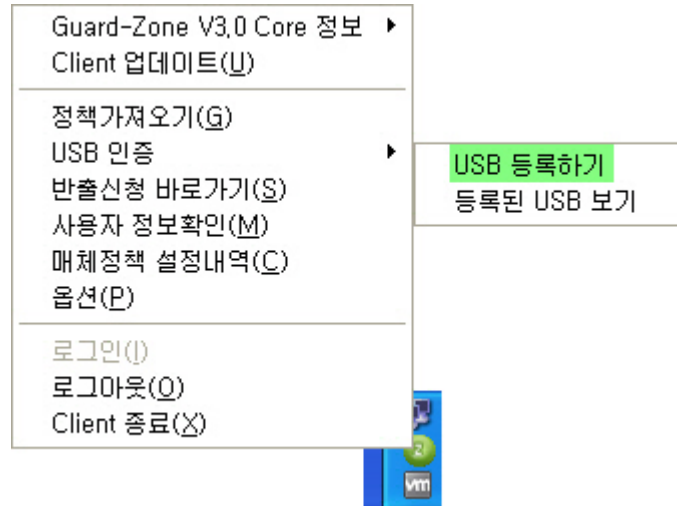 Guard-Zone V3,0 Core 정보
Client 업데이트(U)
정책가져오기(G)
USB 인증
반출신청 바로가기(S)
사용자 정보확인(M)
매체정책 설정내역(C)
옵션(P)
로그인(I)
로그아웃(O)
Client 종료(X)
USB 등록하기
등록된 USB 보기
2
vm